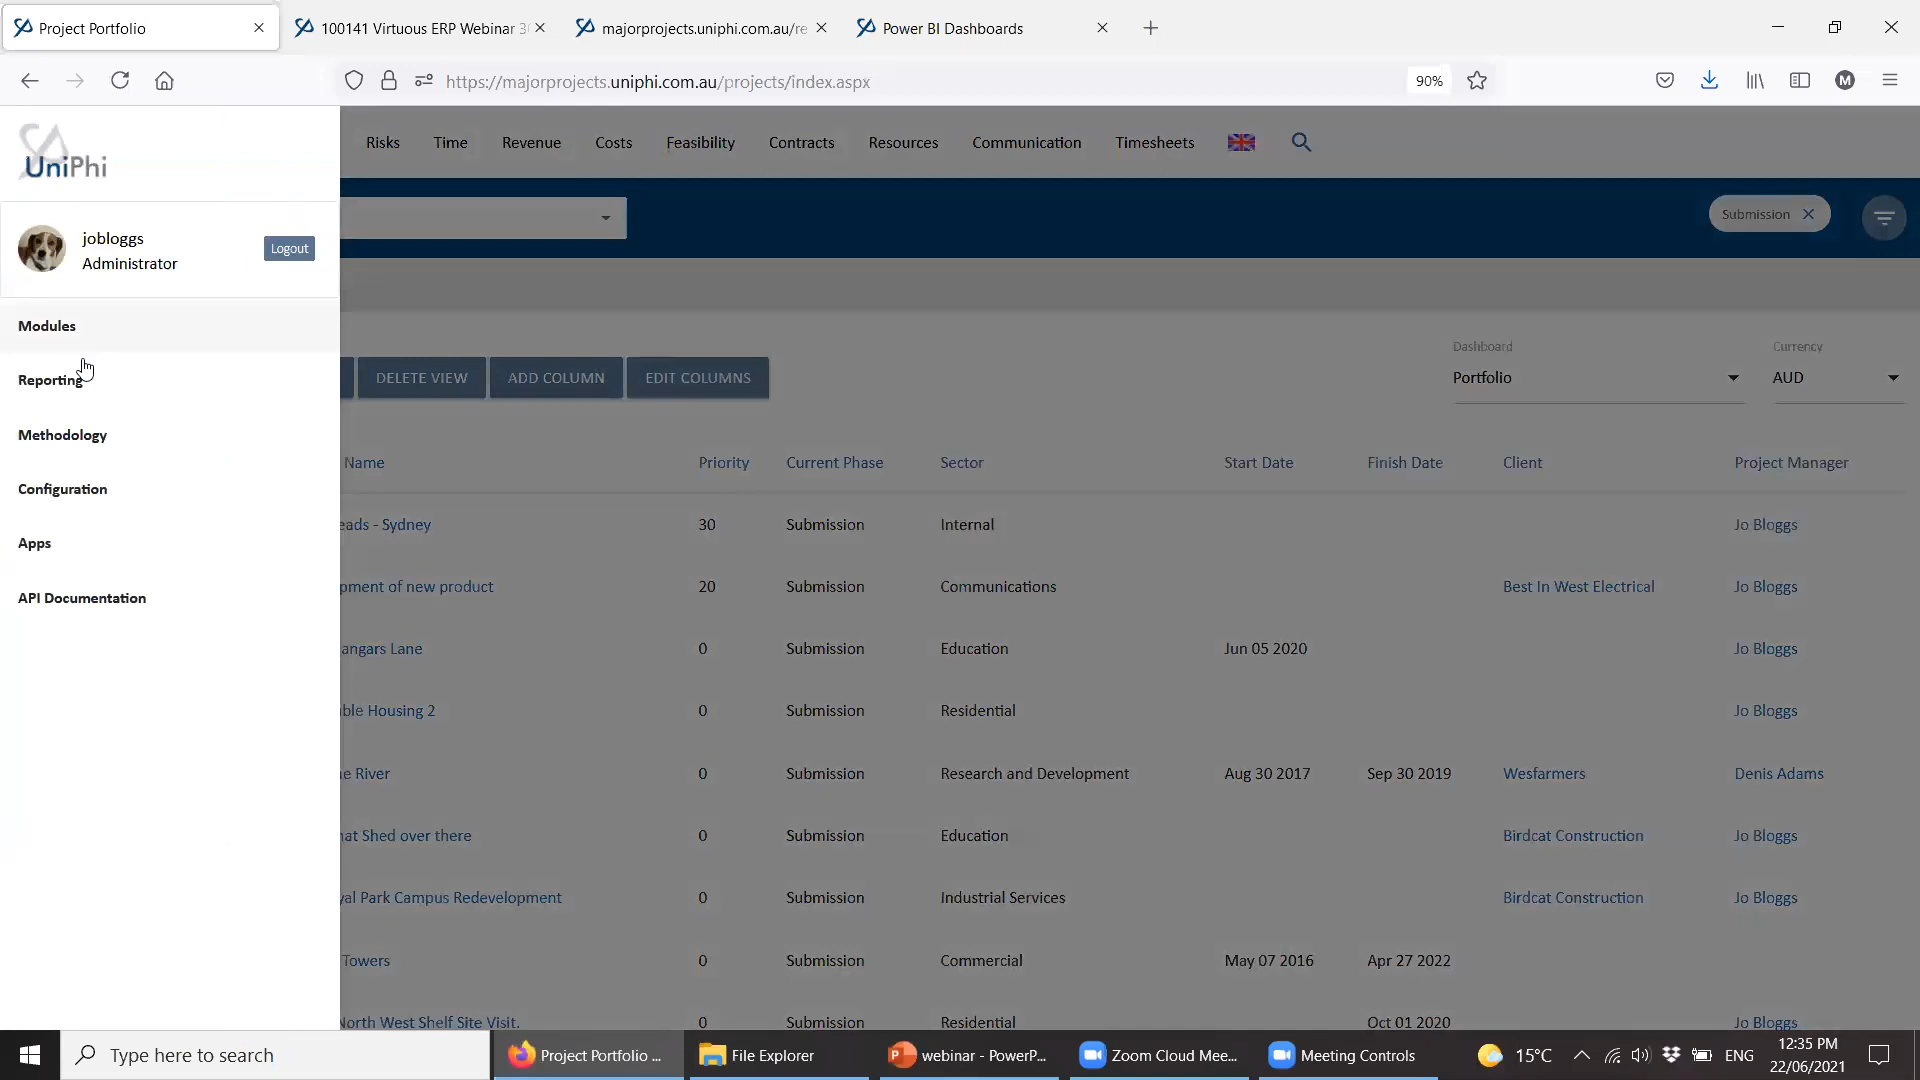 Project Portfolio
100141 Virtuous ERP Webinar
majorprojects.uniphi.com.au/re
Power BI Dashboards
https://majorprojects.uniphi.com.au/projects/index.aspx
90%
M
UniPhi
Risks Time Revenue Costs Feasibility Contracts Resources Communication Timesheets
jobloggs
Administrator
Logout
Submission
Modules
Reporting
Methodology
Configuration
Apps
API Documentation
DELETE VIEW ADD COLUMN EDIT COLUMNS
Dashboard
Portfolio
Currency
AUD
Name Priority Current Phase Sector Start Date Finish Date Client Project Manager
eads - Sydney 30 Submission Internal Jo Bloggs
pment of new product 20 Submission Communications Best In West Electrical Jo Bloggs
angars Lane 0 Submission Education Jun 05 2020 Jo Bloggs
ble Housing 2 0 Submission Residential Jo Bloggs
e River 0 Submission Research and Development Aug 30 2017 Sep 30 2019 Wesfarmers Denis Adams
hat Shed over there 0 Submission Education Birdcat Construction Jo Bloggs
yal Park Campus Redevelopment 0 Submission Industrial Services Birdcat Construction Jo Bloggs
Towers 0 Submission Commercial May 07 2016 Apr 27 2022
North West Shelf Site Visit. 0 Submission Residential Oct 01 2020 Jo Bloggs
Type here to search
Project Portfolio ...
File Explorer
webinar - PowerP...
Zoom Cloud Mee...
Meeting Controls
15°C
ENG
12:35 PM
22/06/2021